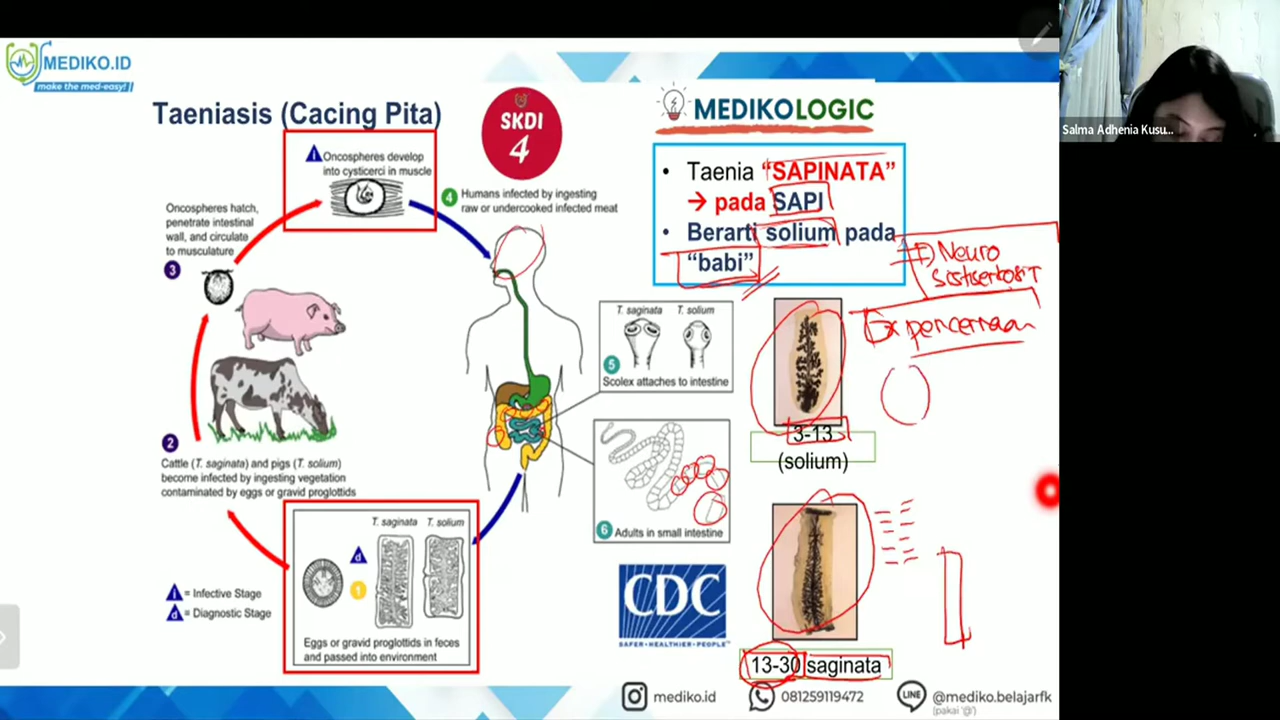 MEDIKO.ID
make the med-easy!
Taeniasis (Cacing Pita)
SKDI
4
MEDIKOLOGIC
• Taenia “SAPINATA”
→ pada SAPI
• Berarti solium pada
“babi”
i Oncospheres develop
into cysticerci in muscle
4 Humans infected by ingesting
raw or undercooked infected meat
Oncospheres hatch,
penetrate intestinal
wall, and circulate
to musculature
3
Neuro
pencernaan
T. saginata T. solium
5
Scolex attaches to intestine
3-13
(solium)
2
Cattle (T. saginata) and pigs (T. solium)
become infected by ingesting vegetation
contaminated by eggs or gravid proglottids
6 Adults in small intestine
T. saginata T. solium
d
1
Eggs or gravid proglottids in feces
and passed into environment
i = Infective Stage
d = Diagnostic Stage
CDC
SAFER•HEALTHIER•PEOPLE™
13-30 saginata
mediko.id
081259119472
LINE
@mediko.belajarfk
(pakai '@')
Salma Adhenia Kusu...